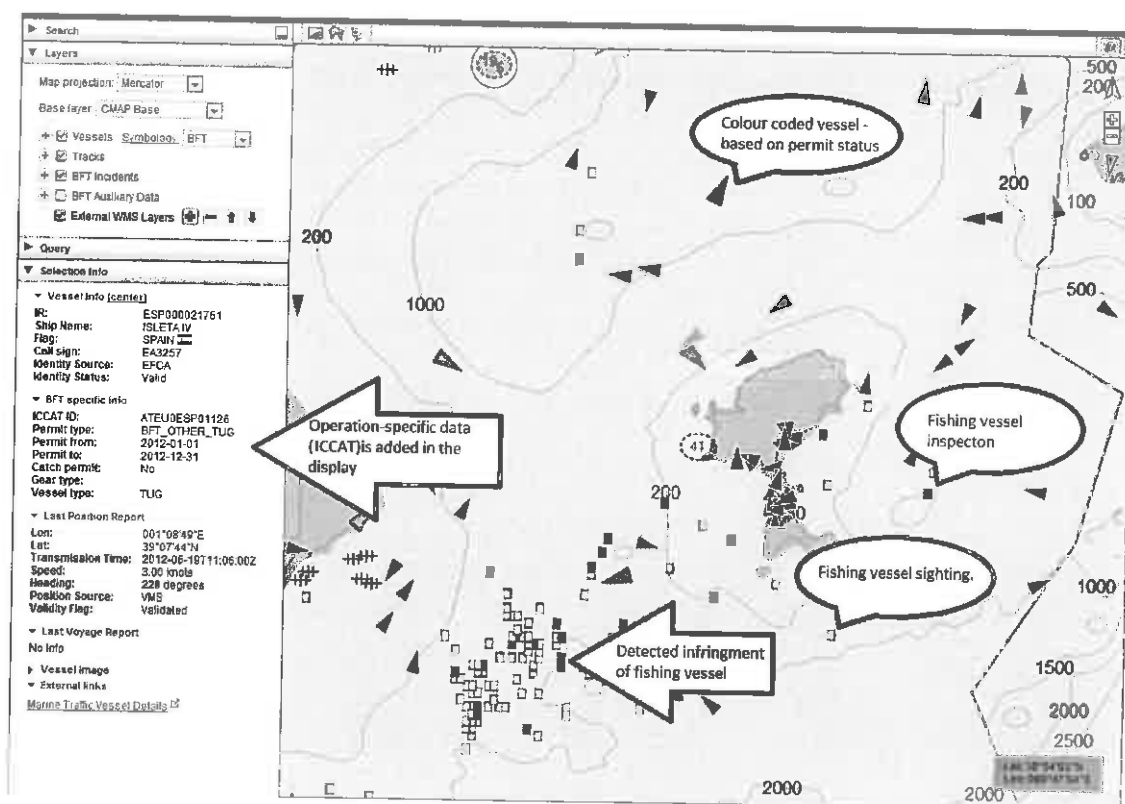 Search
Layers
Map projection: Mercator
Base layer: CMAP Base
Vessels Symbology BFT
Tracks
BFT Incidents
BFT Auxiliary Data
External WMS Layers
Query
Selection Info
Vessel Info (center)
IR: ESP000021751
Ship Name: ISLETA IV
Flag: SPAIN
Call sign: EA3257
Identity Source: EFCA
Identity Status: Valid
BFT specific info
ICCAT ID: ATEU0ESP01126
Permit type: BFT_OTHER_TUG
Permit from: 2012-01-01
Permit to: 2012-12-31
Catch permit: No
Gear type:
Vessel type: TUG
Last Position Report
Lon: 001°08'49"E
Lat: 39°07'44"N
Transmission Time: 2012-06-19T11:06:00Z
Speed: 3.00 knots
Heading: 228 degrees
Position Source: VMS
Validity Flag: Validated
Last Voyage Report
No info
Vessel image
External links
Marine Traffic Vessel Details
Colour coded vessel -
based on permit status
Operation-specific data
(ICCAT)is added in the
display
Fishing vessel
inspecton
Fishing vessel sighting.
Detected infringment
of fishing vessel
500
200
200
100
200
1000
500
41
200
1000
1500
2000
2500
2000
2000